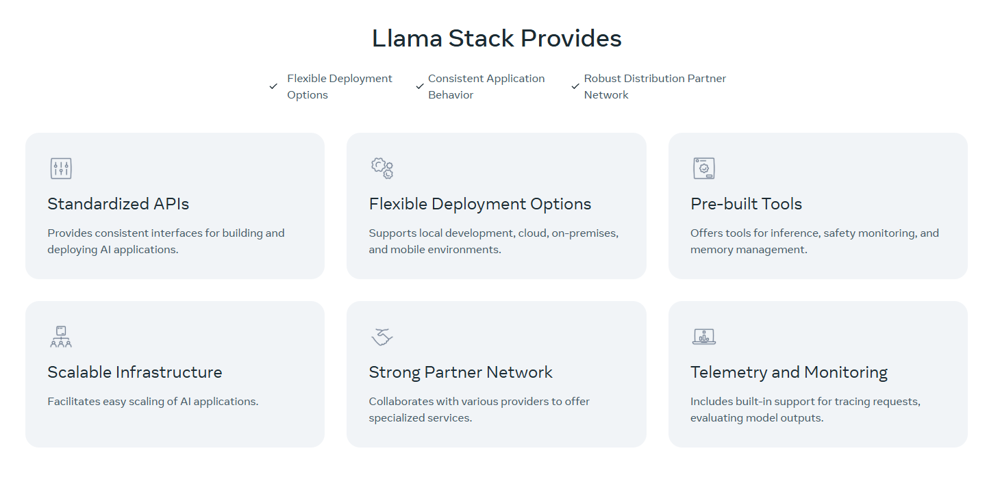 Llama Stack Provides
Flexible Deployment
Options
Consistent Application
Behavior
Robust Distribution Partner
Network
Standardized APIs
Provides consistent interfaces for building and
deploying AI applications.
Flexible Deployment Options
Supports local development, cloud, on-premises,
and mobile environments.
Pre-built Tools
Offers tools for inference, safety monitoring, and
memory management.
Scalable Infrastructure
Facilitates easy scaling of AI applications.
Strong Partner Network
Collaborates with various providers to offer
specialized services.
Telemetry and Monitoring
Includes built-in support for tracing requests,
evaluating model outputs.